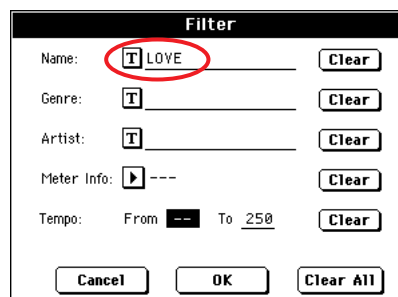 Filter
Name: T LOVE Clear
Genre: T Clear
Artist: T Clear
Meter Info: --- Clear
Tempo: From -- To 250 Clear
Cancel OK Clear All